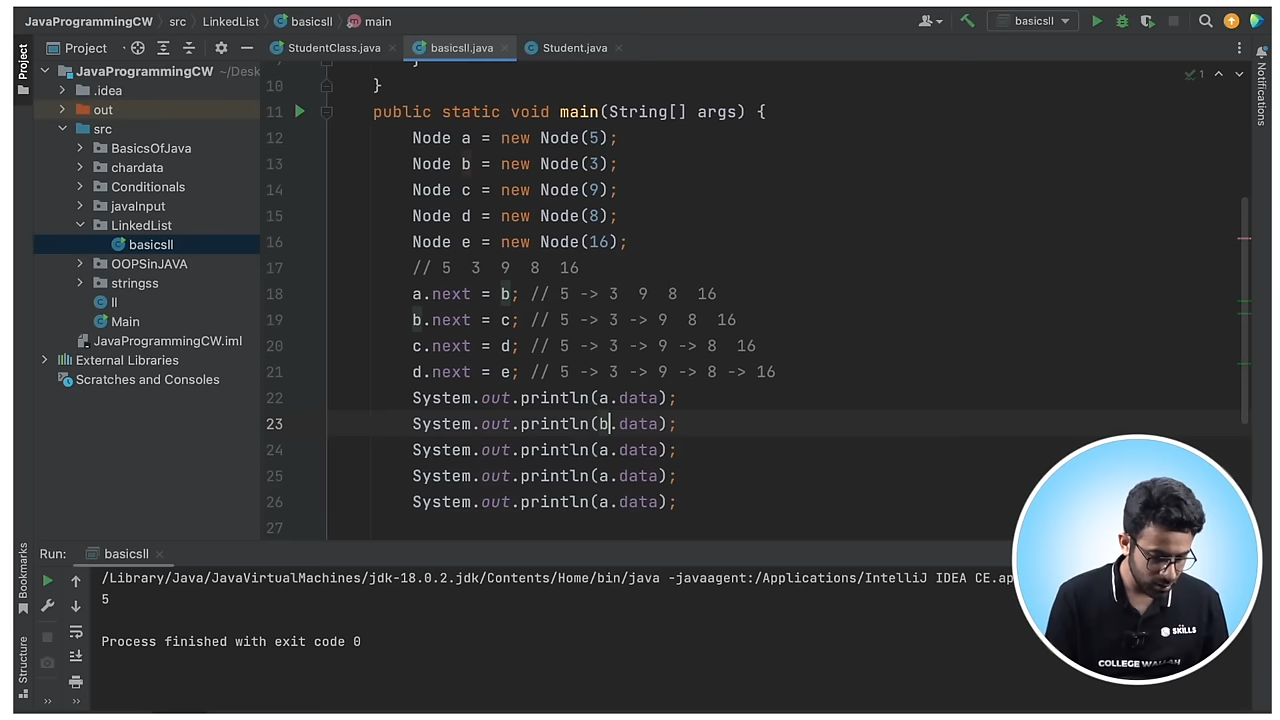 JavaProgrammingCW
src
LinkedList
basicsll
main
basicsll
Project
StudentClass.java
basicsll.java
Student.java
Project
JavaProgrammingCW ~/Desk
.idea
out
src
BasicsOfJava
chardata
Conditionals
javaInput
LinkedList
basicsll
OOPSinJAVA
stringss
ll
Main
JavaProgrammingCW.iml
External Libraries
Scratches and Consoles
1
Notifications
10 }
11 public static void main(String[] args) {
12 Node a = new Node(5);
13 Node b = new Node(3);
14 Node c = new Node(9);
15 Node d = new Node(8);
16 Node e = new Node(16);
17 // 5 3 9 8 16
18 a.next = b; // 5 -> 3 9 8 16
19 b.next = c; // 5 -> 3 -> 9 8 16
20 c.next = d; // 5 -> 3 -> 9 -> 8 16
21 d.next = e; // 5 -> 3 -> 9 -> 8 -> 16
22 System.out.println(a.data);
23 System.out.println(b.data);
24 System.out.println(a.data);
25 System.out.println(a.data);
26 System.out.println(a.data);
27
Run: basicsll
/Library/Java/JavaVirtualMachines/jdk-18.0.2.jdk/Contents/Home/bin/java -javaagent:/Applications/IntelliJ IDEA CE.ap
5
Process finished with exit code 0
Bookmarks
Structure
SKILLS
COLLEGE